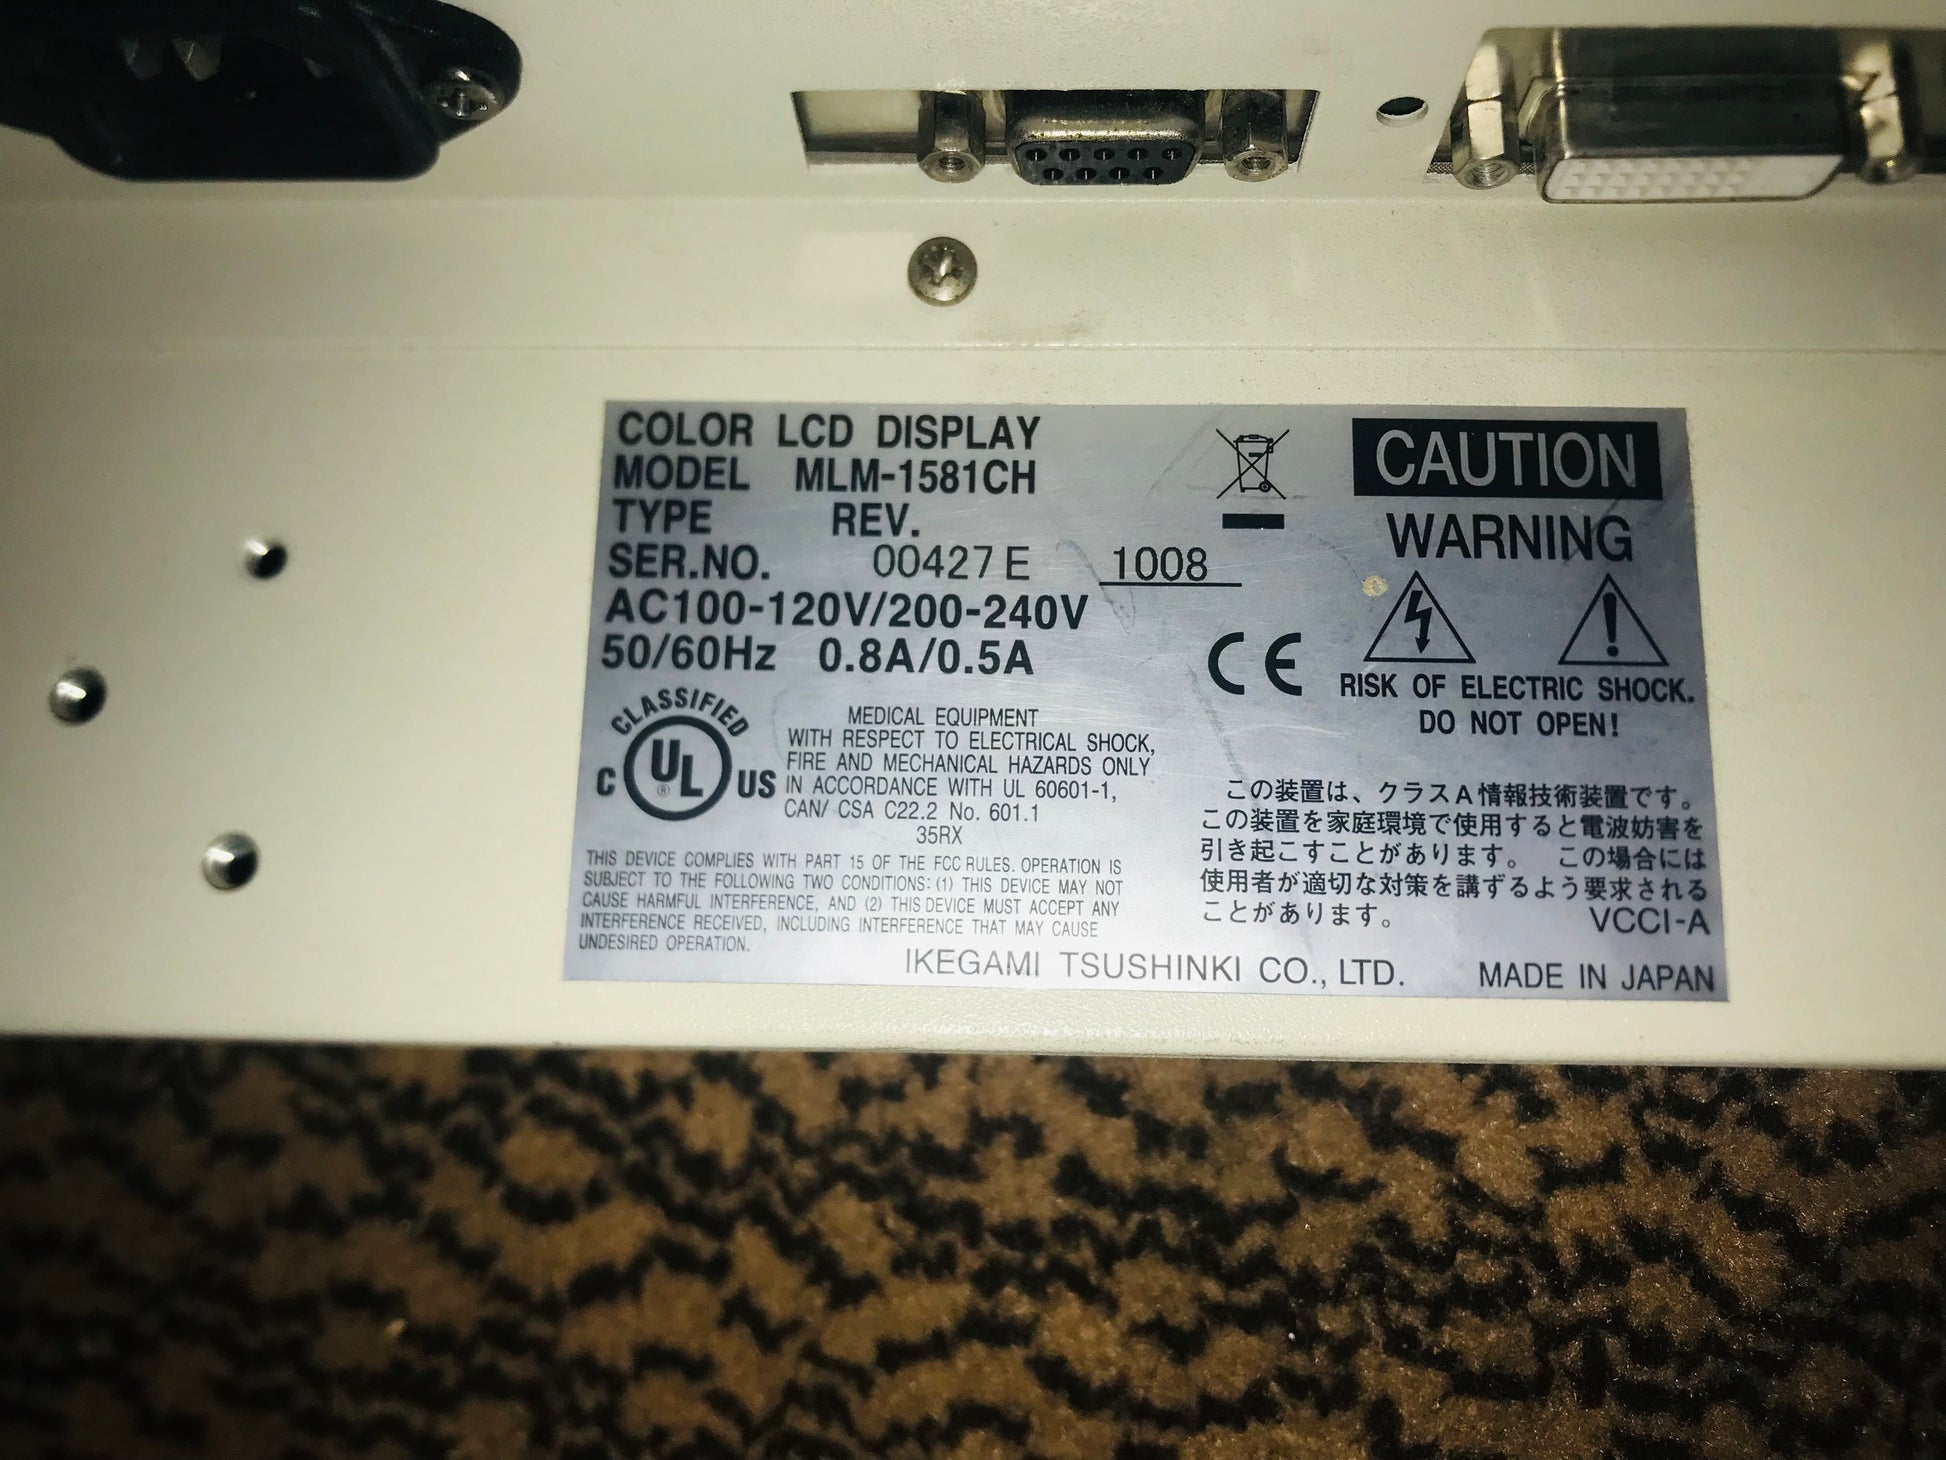 COLOR LCD DISPLAY
MODEL MLM-1581CH
TYPE REV.
SER.NO. 00427E 1008
AC100-120V/200-240V
50/60Hz 0.8A/0.5A
CLASSIFIED
C UL® US
MEDICAL EQUIPMENT
WITH RESPECT TO ELECTRICAL SHOCK,
FIRE AND MECHANICAL HAZARDS ONLY
IN ACCORDANCE WITH UL 60601-1,
CAN/ CSA C22.2 No. 601.1
35RX
THIS DEVICE COMPLIES WITH PART 15 OF THE FCC RULES. OPERATION IS
SUBJECT TO THE FOLLOWING TWO CONDITIONS: (1) THIS DEVICE MAY NOT
CAUSE HARMFUL INTERFERENCE, AND (2) THIS DEVICE MUST ACCEPT ANY
INTERFERENCE RECEIVED, INCLUDING INTERFERENCE THAT MAY CAUSE
UNDESIRED OPERATION.
CE
CAUTION
WARNING
RISK OF ELECTRIC SHOCK.
DO NOT OPEN!
この装置は、クラスA情報技術装置です。
この装置を家庭環境で使用すると電波妨害を
引き起こすことがあります。 この場合には
使用者が適切な対策を講ずるよう要求される
ことがあります。 VCCI-A
IKEGAMI TSUSHINKI CO., LTD. MADE IN JAPAN